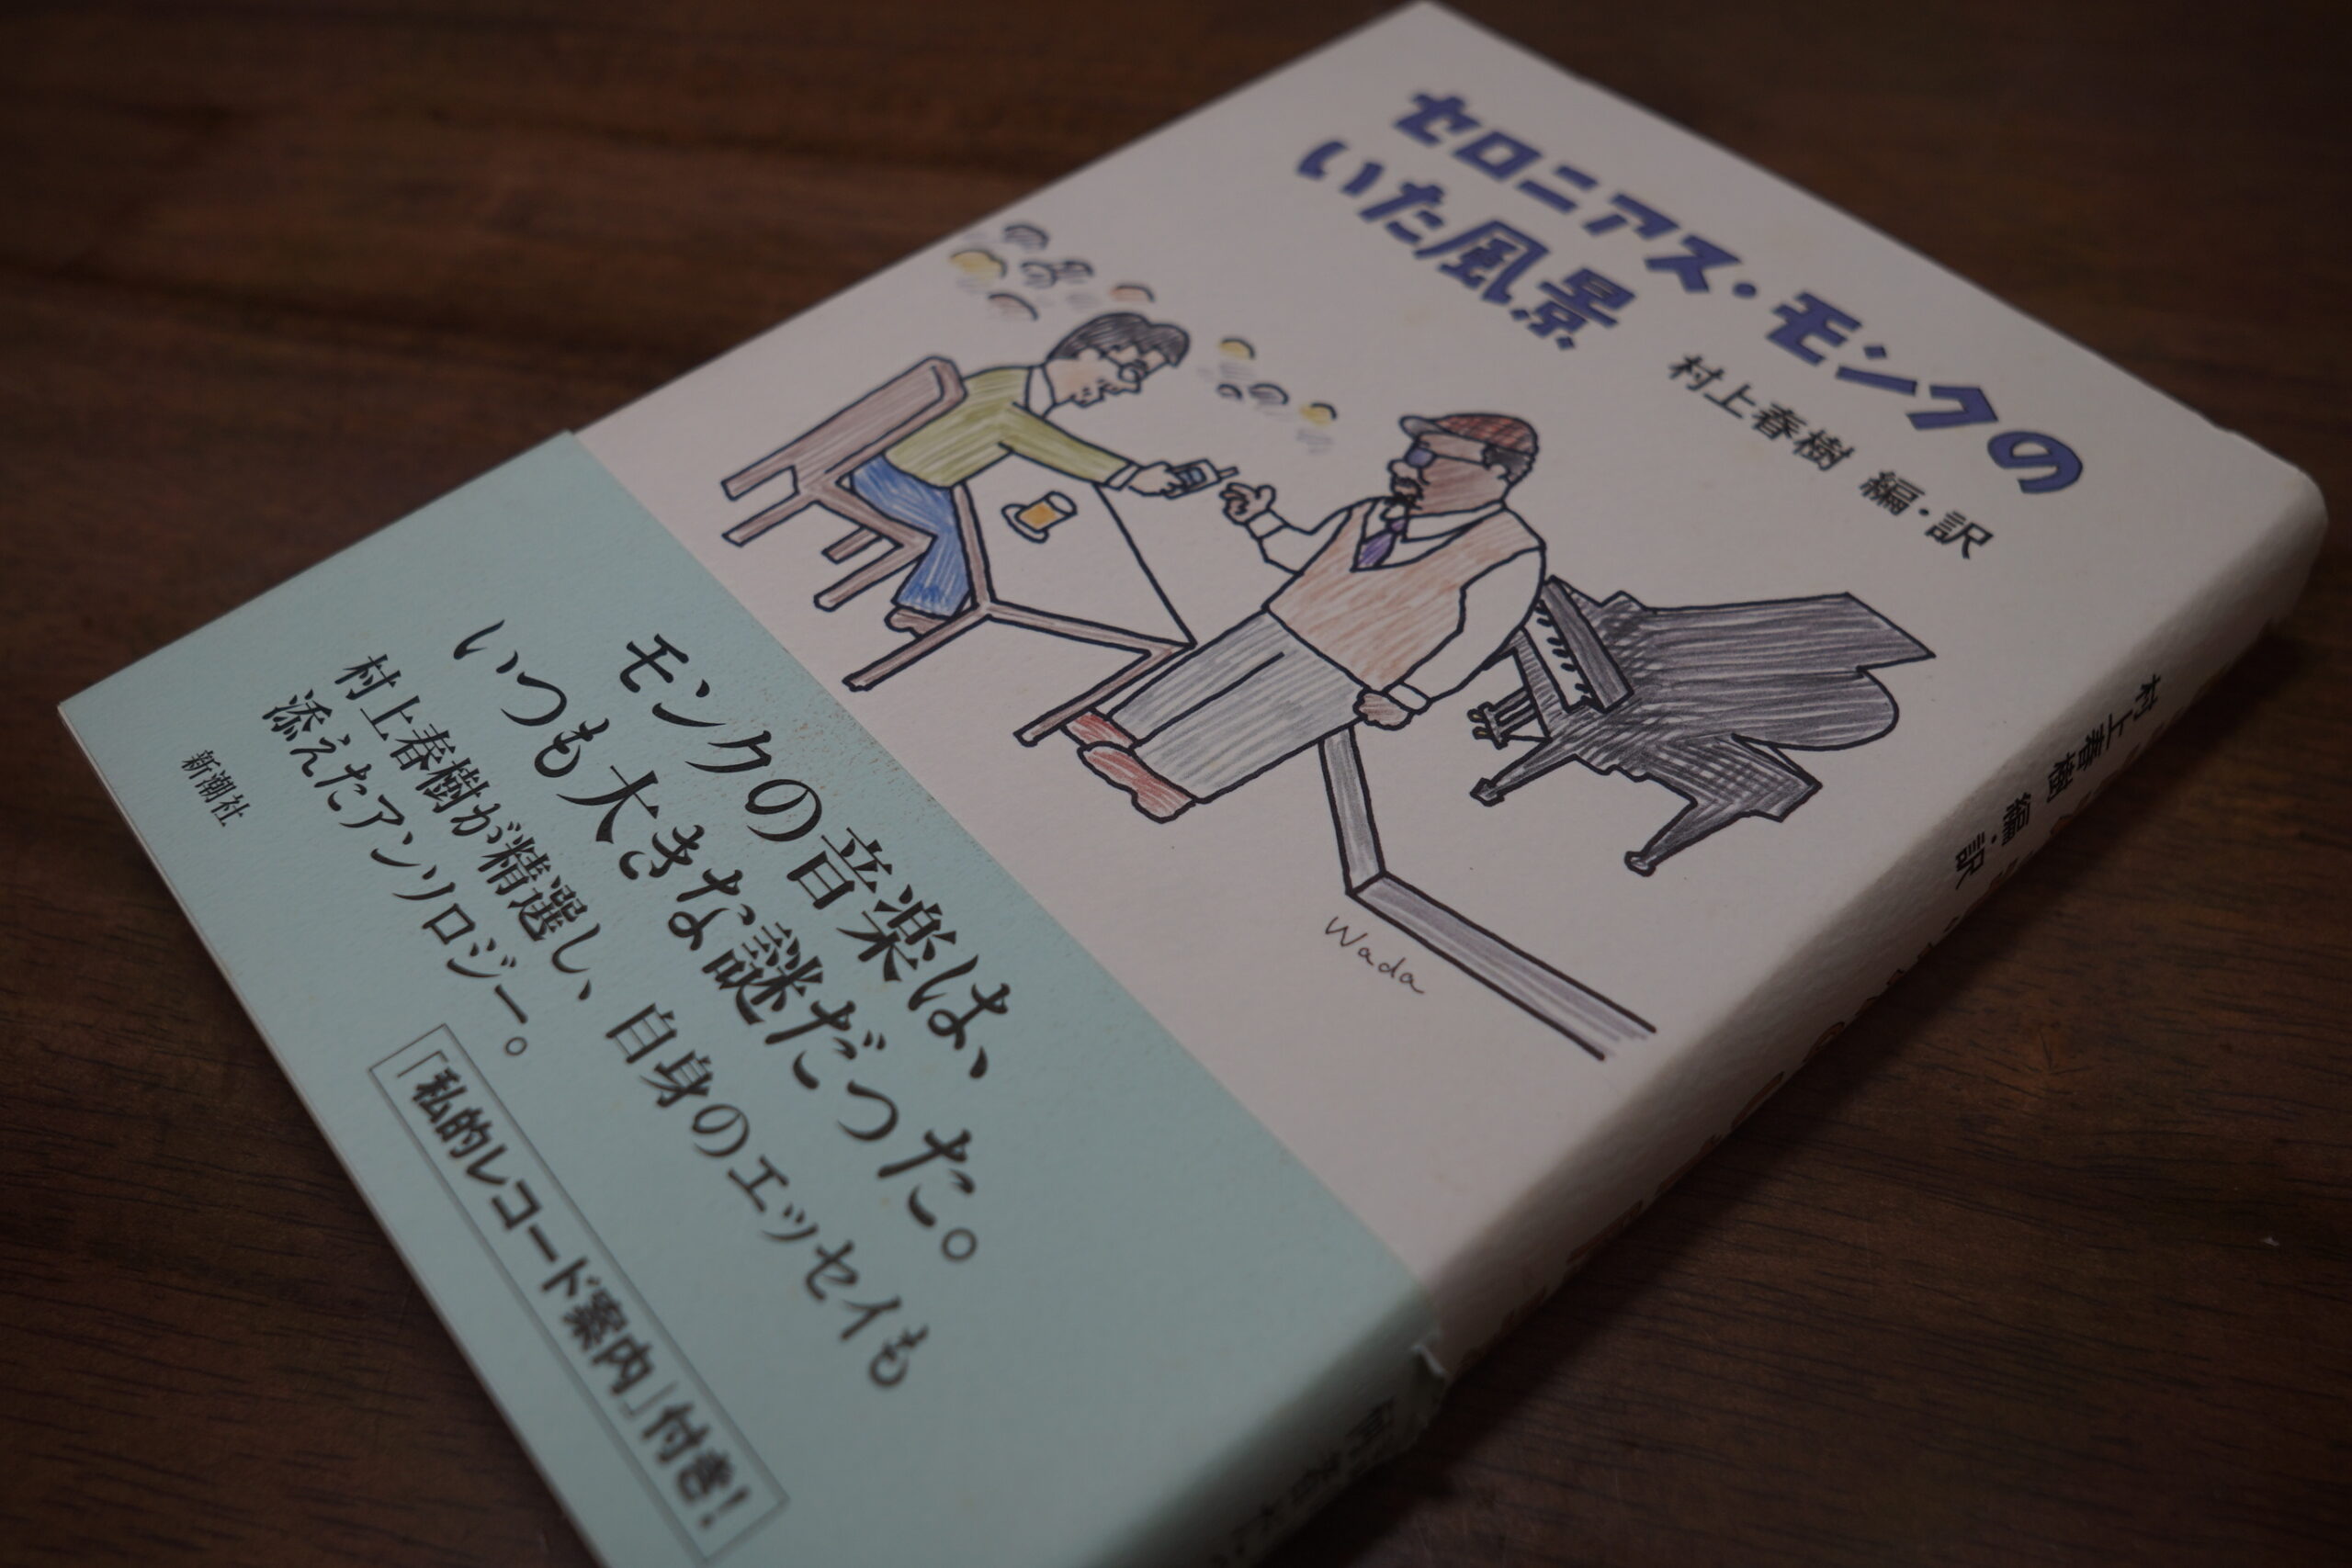 セロニアス・モンクの
いた風景
村上春樹 編・訳
Wada
モンクの音楽は、
いつも大きな謎だった。
村上春樹が精選し、自身のエッセイも
添えたアンソロジー。
「私的レコード案内」付き!
新潮社
村上春樹 編・訳